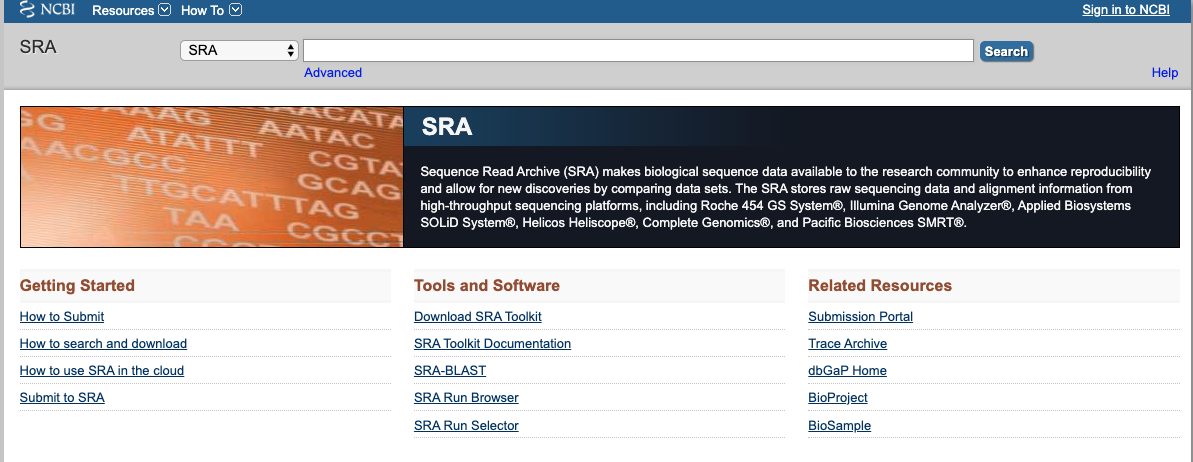 NCBI Resources How To Sign in to NCBI
SRA SRA Search
Advanced Help
AAAG AACATA
GG ATATTT AATAC
AACGCC CGTA
TTGCATTTAG GCAG
TAA CGCCT
SRA
Sequence Read Archive (SRA) makes biological sequence data available to the research community to enhance reproducibility
and allow for new discoveries by comparing data sets. The SRA stores raw sequencing data and alignment information from
high-throughput sequencing platforms, including Roche 454 GS System®, Illumina Genome Analyzer®, Applied Biosystems
SOLiD System®, Helicos Heliscope®, Complete Genomics®, and Pacific Biosciences SMRT®.
Getting Started
How to Submit
How to search and download
How to use SRA in the cloud
Submit to SRA
Tools and Software
Download SRA Toolkit
SRA Toolkit Documentation
SRA-BLAST
SRA Run Browser
SRA Run Selector
Related Resources
Submission Portal
Trace Archive
dbGaP Home
BioProject
BioSample